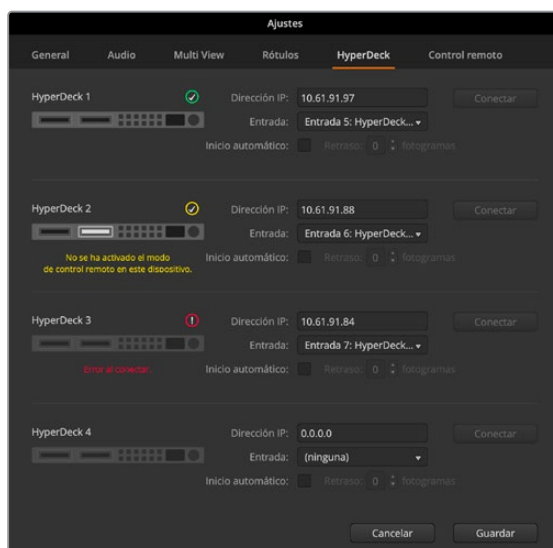 Ajustes
General Audio Multi View Rótulos HyperDeck Control remoto
HyperDeck 1 Dirección IP: 10.61.91.97 Conectar
Entrada: Entrada 5: HyperDeck...
Inicio automático: Retraso: 0 fotogramas
HyperDeck 2 Dirección IP: 10.61.91.88 Conectar
Entrada: Entrada 6: HyperDeck...
No se ha activado el modo
de control remoto en este dispositivo.
Inicio automático: Retraso: 0 fotogramas
HyperDeck 3 Dirección IP: 10.61.91.84 Conectar
Entrada: Entrada 7: HyperDeck...
Error al conectar. Inicio automático: Retraso: 0 fotogramas
HyperDeck 4 Dirección IP: 0.0.0.0 Conectar
Entrada: (ninguna)
Inicio automático: Retraso: 0 fotogramas
Cancelar Guardar